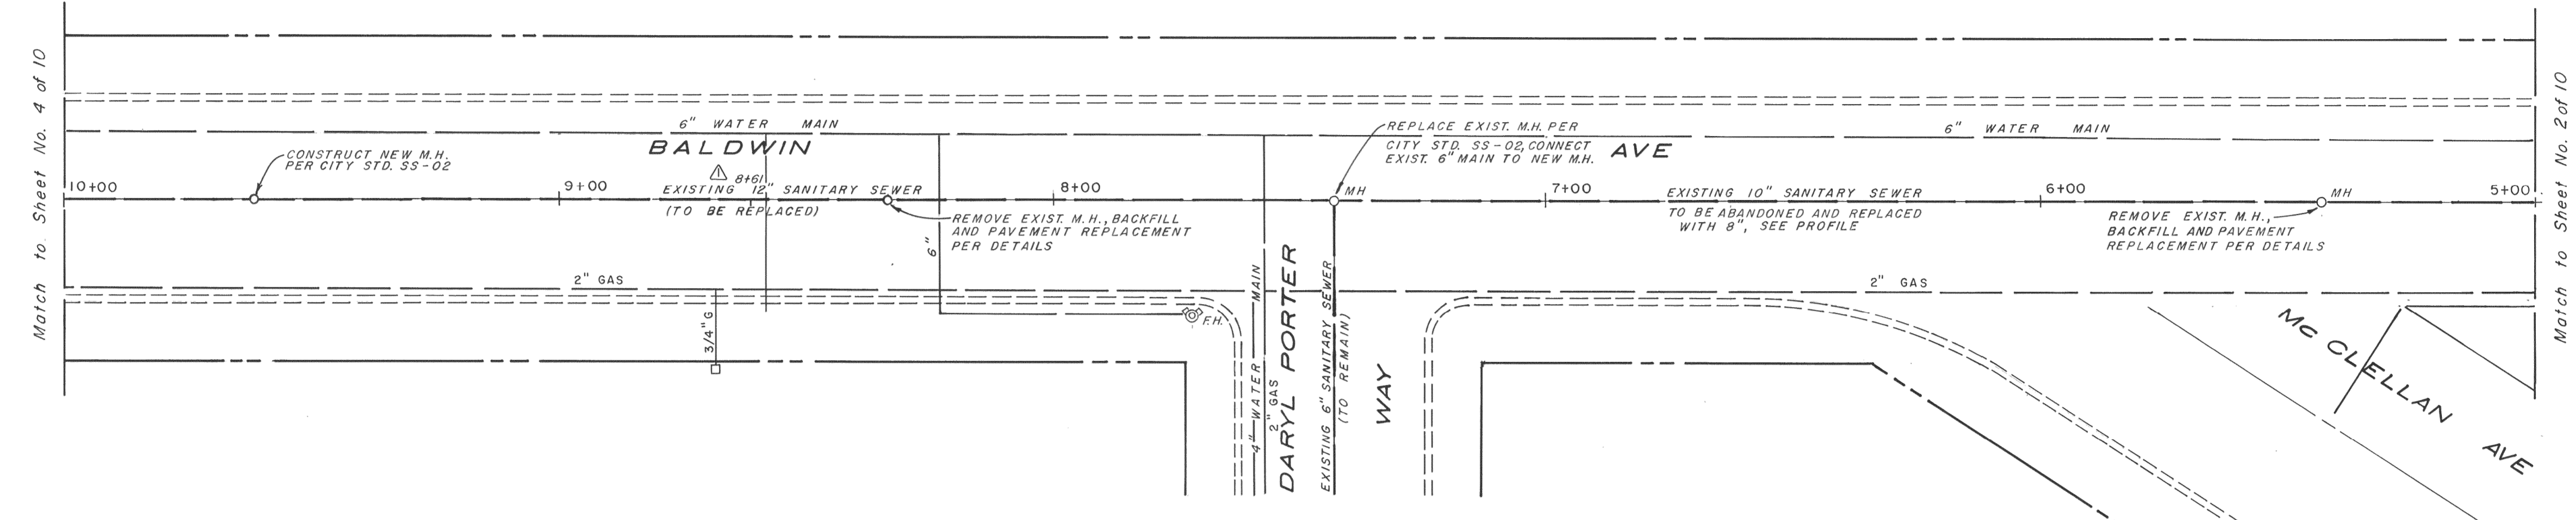 Match to Sheet No. 4 of 10
6" WATER MAIN
BALDWIN
AVE
6" WATER MAIN
CONSTRUCT NEW M.H.
PER CITY STD. SS-02
REPLACE EXIST. M.H. PER
CITY STD. SS-02, CONNECT
EXIST. 6" MAIN TO NEW M.H.
1
8+61
10+00
9+00
EXISTING 12" SANITARY SEWER
(TO BE REPLACED)
8+00
MH
7+00
EXISTING 10" SANITARY SEWER
TO BE ABANDONED AND REPLACED
WITH 8", SEE PROFILE
6+00
MH
5+00
REMOVE EXIST. M.H., BACKFILL
AND PAVEMENT REPLACEMENT
PER DETAILS
REMOVE EXIST. M.H.,
BACKFILL AND PAVEMENT
REPLACEMENT PER DETAILS
6"
2" GAS
2" GAS
3/4" G
F.H.
4" WATER MAIN
2" GAS
DARYL PORTER
WAY
EXISTING 6" SANITARY SEWER
(TO REMAIN)
MC CLELLAN AVE
Match to Sheet No. 2 of 10